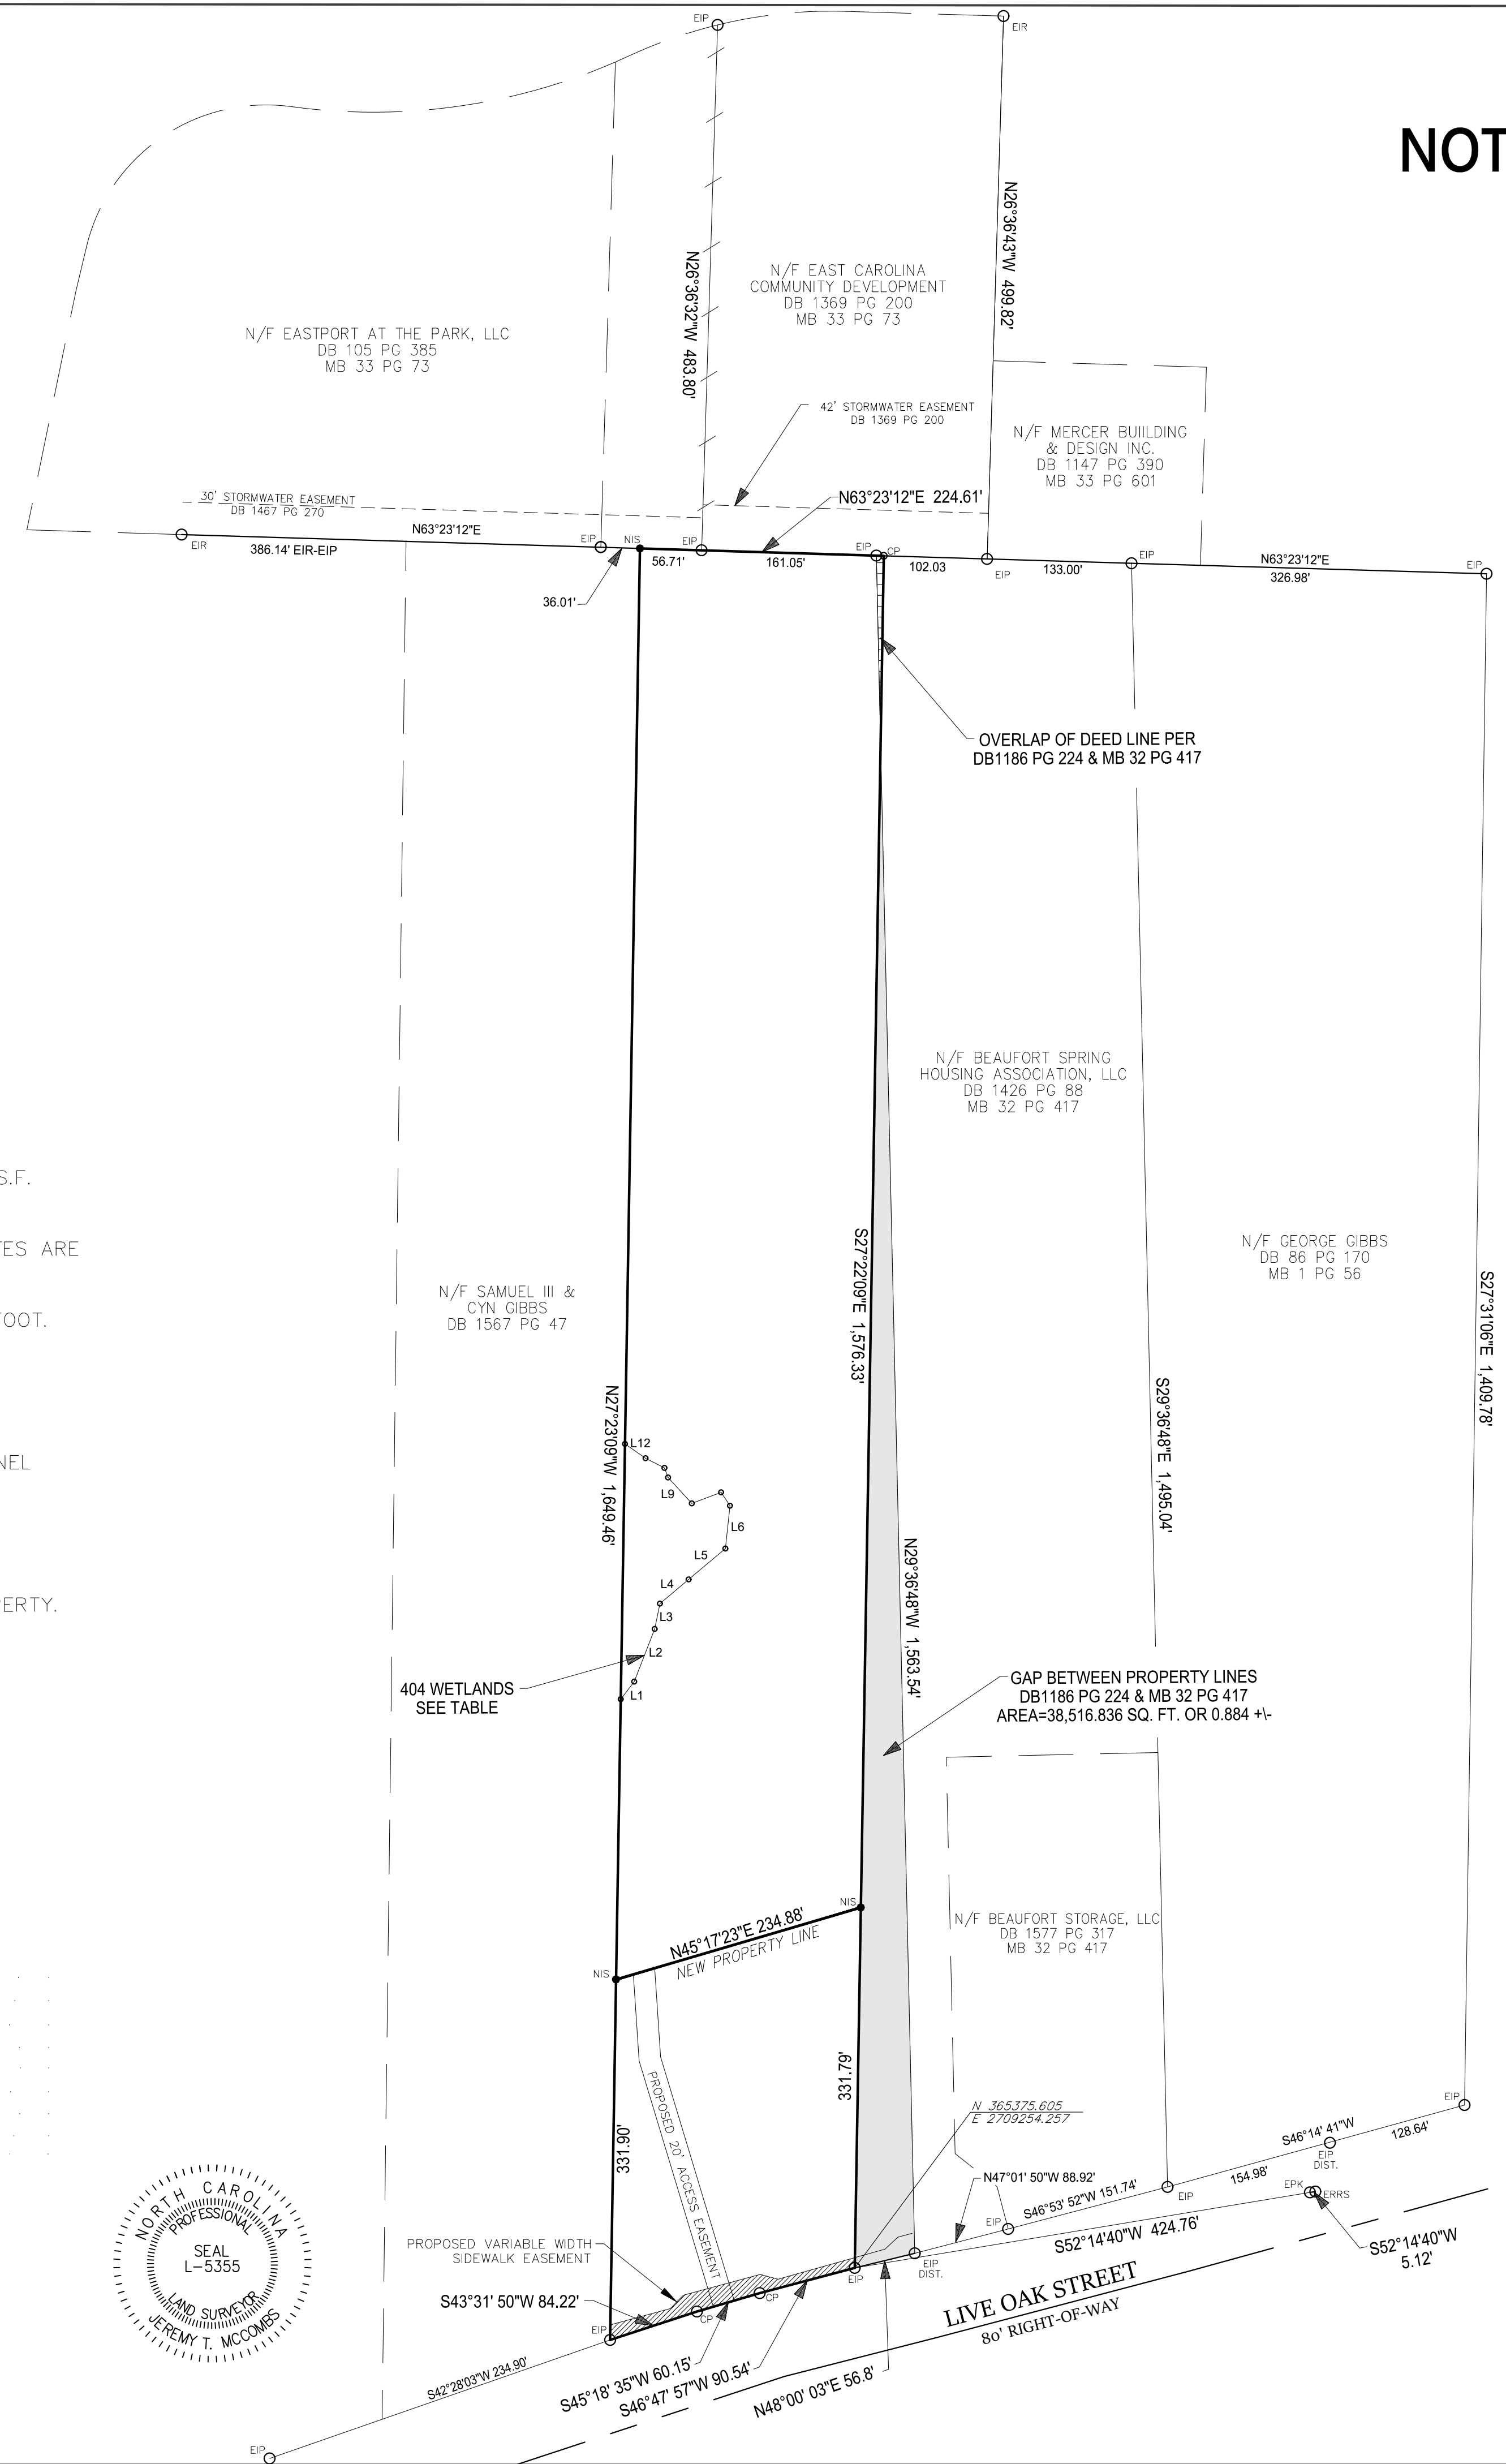 EIP
EIR
NOT
N26°36'43"W 499.82'
N26°36'32"W 483.80'
N/F EAST CAROLINA
COMMUNITY DEVELOPMENT
DB 1369 PG 200
MB 33 PG 73
N/F EASTPORT AT THE PARK, LLC
DB 105 PG 385
MB 33 PG 73
42' STORMWATER EASEMENT
DB 1369 PG 200
N/F MERCER BUIILDING
& DESIGN INC.
DB 1147 PG 390
MB 33 PG 601
30' STORMWATER EASEMENT
DB 1467 PG 270
N63°23'12"E 224.61'
N63°23'12"E
EIR
386.14' EIR-EIP
EIP
NIS
EIP
56.71'
161.05'
EIP
CP
102.03
EIP
133.00'
EIP
N63°23'12"E
326.98'
EIP
36.01'
OVERLAP OF DEED LINE PER
DB1186 PG 224 & MB 32 PG 417
N/F BEAUFORT SPRING
HOUSING ASSOCIATION, LLC
DB 1426 PG 88
MB 32 PG 417
S.F.
TES ARE
FOOT.
NEL
PERTY.
N/F SAMUEL III &
CYN GIBBS
DB 1567 PG 47
S27°22'09"E 1,576.33'
N/F GEORGE GIBBS
DB 86 PG 170
MB 1 PG 56
S27°31'06"E 1,409.78'
N27°23'09"W 1,649.46'
S29°36'48"E 1,495.04'
L12
L9
L6
L5
L4
L3
L2
L1
N29°36'48"W 1,563.54'
404 WETLANDS
SEE TABLE
GAP BETWEEN PROPERTY LINES
DB1186 PG 224 & MB 32 PG 417
AREA=38,516.836 SQ. FT. OR 0.884 +\-
NIS
N45°17'23"E 234.88'
NEW PROPERTY LINE
NIS
N/F BEAUFORT STORAGE, LLC
DB 1577 PG 317
MB 32 PG 417
331.79'
331.90'
PROPOSED 20' ACCESS EASEMENT
N 365375.605
E 2709254.257
EIP
S46°14' 41"W
128.64'
EIP
DIST.
N47°01' 50"W 88.92'
S46°53' 52"W 151.74'
154.98'
EIP
EIP
EPK
ERRS
S52°14'40"W 424.76'
S52°14'40"W
5.12'
NORTH CAROLINA
PROFESSIONAL
SEAL
L-5355
LAND SURVEYOR
JEREMY T. MCCOMBS
PROPOSED VARIABLE WIDTH
SIDEWALK EASEMENT
EIP
DIST.
EIP
S43°31' 50"W 84.22'
CP
CP
EIP
LIVE OAK STREET
80' RIGHT-OF-WAY
S45°18' 35"W 60.15'
S46°47' 57"W 90.54'
N48°00' 03"E 56.8'
S42°28'03"W 234.90'
EIP